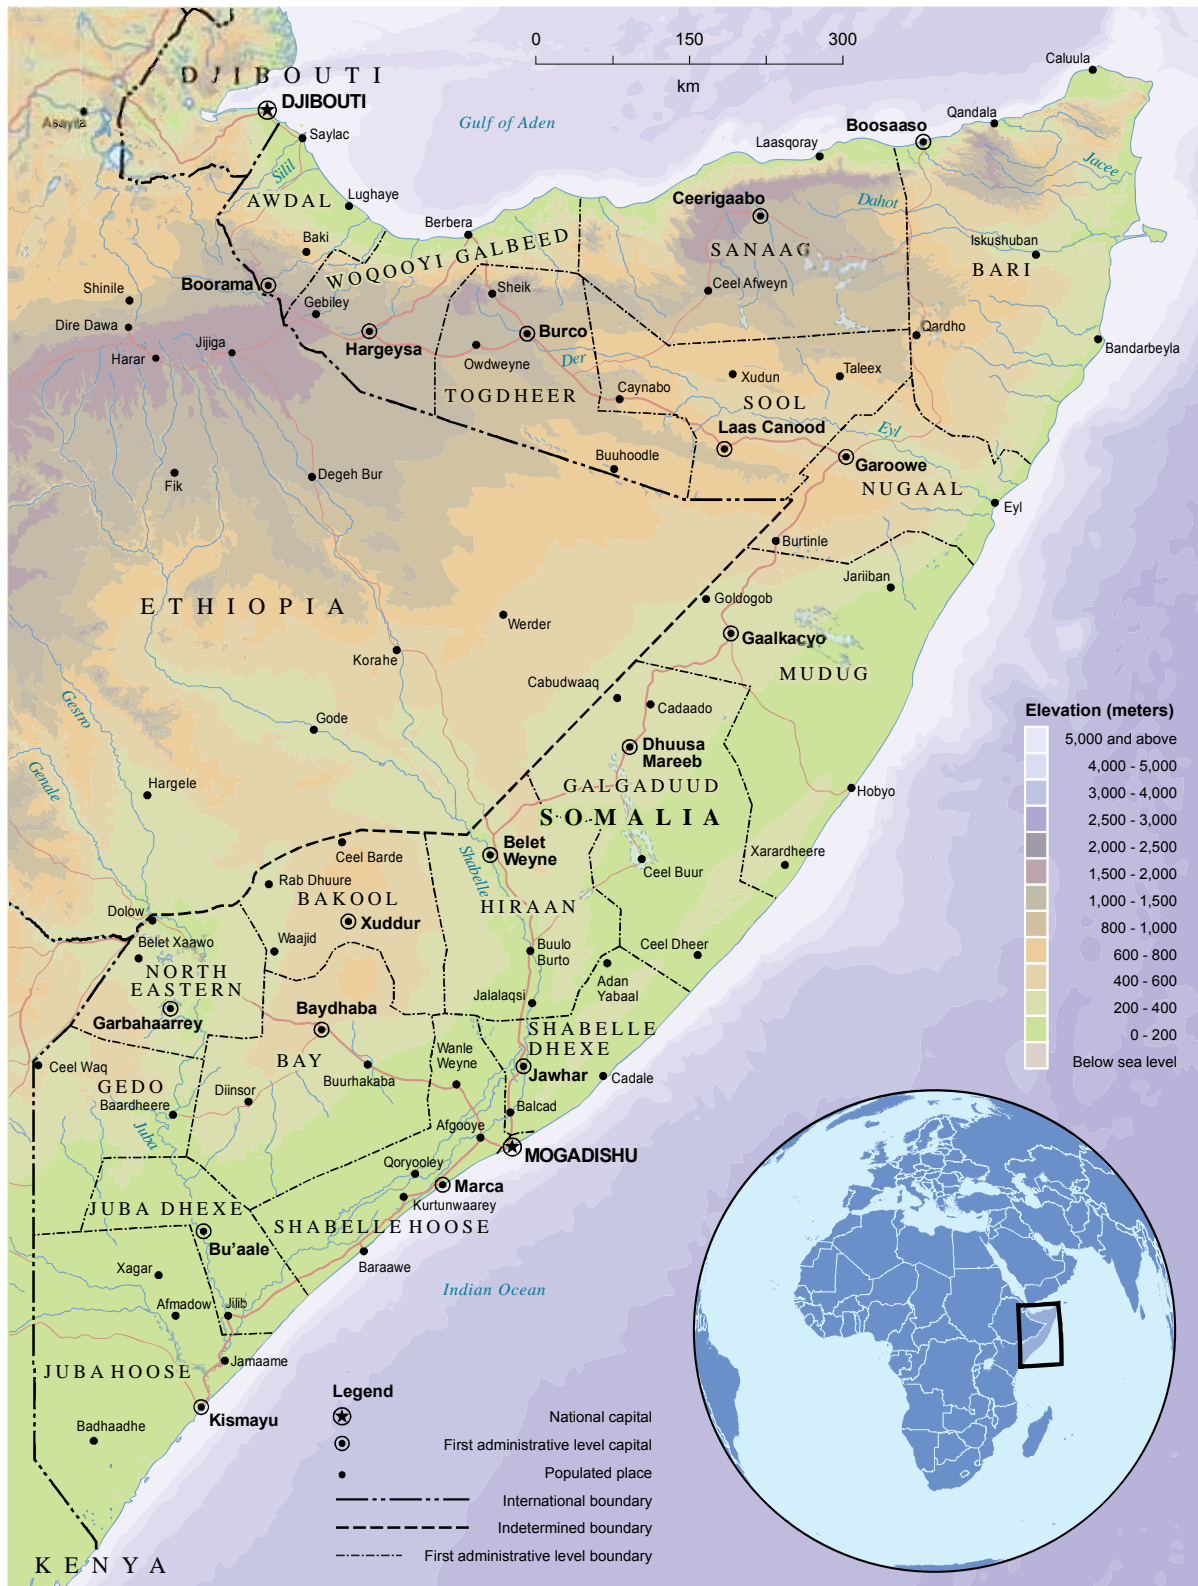 0 150 300
km
Caluula
DJIBOUTI
DJIBOUTI
Asayita
Gulf of Aden
Qandala
Boosaaso
Saylac
Laasqoray
Jacee
Silil
AWDAL
Lughaye
Ceerigaabo
Dahot
Berbera
Baki
WOQOOYI GALBEED
SANAAG
Iskushuban
BARI
Boorama
Shinile
Sheik
Ceel Afweyn
Gebiley
Dire Dawa
Hargeysa
Burco
Qardho
Bandarbeyla
Harar
Jijiga
Owdweyne
Der
Caynabo
Xudun
Taleex
TOGDHEER
SOOL
Laas Canood
Eyl
Buuhoodle
Garoowe
Fik
Degeh Bur
NUGAAL
Eyl
Burtinle
Jariiban
ETHIOPIA
Goldogob
Werder
Gaalkacyo
Korahe
MUDUG
Cabudwaaq
Cadaado
Gestro
Gode
Dhuusa
Mareeb
Genale
Hargele
GALGADUUD
Hobyo
SOMALIA
Ceel Barde
Shabelle
Belet
Weyne
Xarardheere
Ceel Buur
Rab Dhuure
BAKOOL
HIRAAN
Dolow
Xuddur
Belet Xaawo
Waajid
Buulo
Burto
Ceel Dheer
NORTH
EASTERN
Adan
Yabaal
Jalalaqsi
Garbahaarrey
Baydhaba
SHABELLE
DHEXE
Ceel Waq
BAY
Wanle
Weyne
GEDO
Buurhakaba
Jawhar
Cadale
Baardheere
Diinsor
Balcad
Juba
Afgooye
MOGADISHU
Qoryooley
Marca
Kurtunwaarey
JUBA DHEXE
SHABELLE HOOSE
Bu'aale
Baraawe
Xagar
Indian Ocean
Afmadow
Jilib
JUBA HOOSE
Jamaame
Kismayu
Badhaadhe
KENYA
Elevation (meters)
5,000 and above
4,000 - 5,000
3,000 - 4,000
2,500 - 3,000
2,000 - 2,500
1,500 - 2,000
1,000 - 1,500
800 - 1,000
600 - 800
400 - 600
200 - 400
0 - 200
Below sea level
Legend
National capital
First administrative level capital
Populated place
International boundary
Indetermined boundary
First administrative level boundary